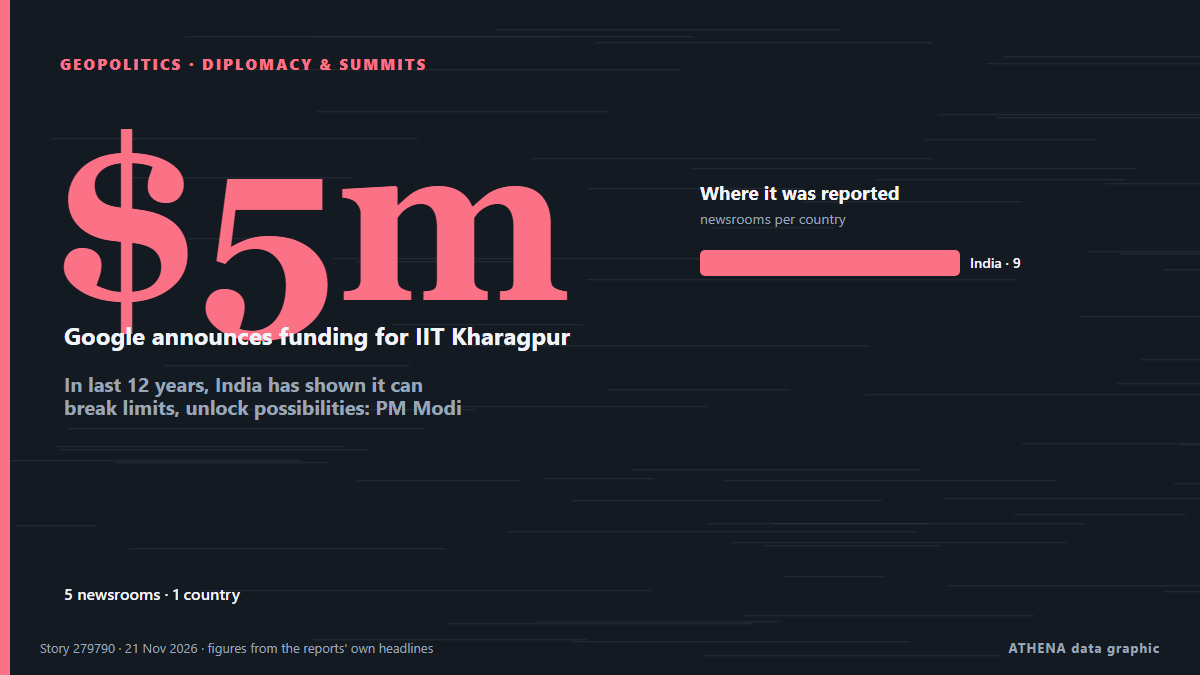 GEOPOLITICS · DIPLOMACY & SUMMITS
$5m
Google announces funding for IIT Kharagpur
In last 12 years, India has shown it can
break limits, unlock possibilities: PM Modi
Where it was reported
newsrooms per country
India · 9
5 newsrooms · 1 country
Story 279790 · 21 Nov 2026 · figures from the reports' own headlines
ATHENA data graphic